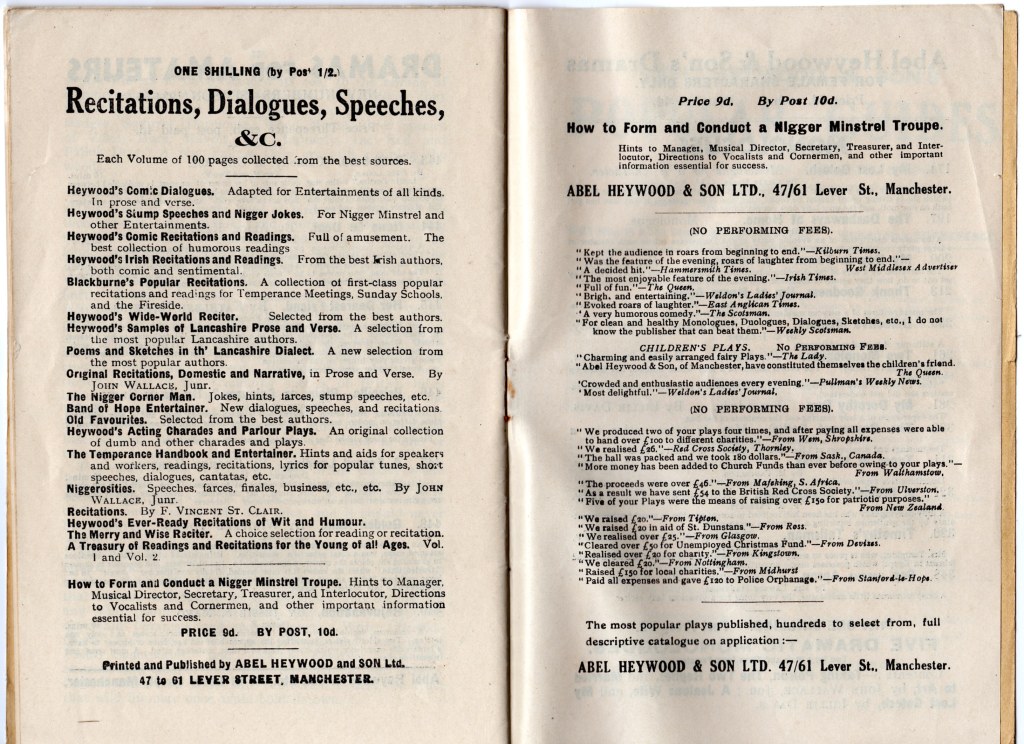 ONE SHILLING (by Post 1/2.)
Recitations, Dialogues, Speeches,
&C.
Each Volume of 100 pages collected from the best sources.
Heywood's Comic Dialogues. Adapted for Entertainments of all kinds.
In prose and verse.
Heywood's Stump Speeches and Nigger Jokes. For Nigger Minstrel and
other Entertainments.
Heywood's Comic Recitations and Readings. Full of amusement. The
best collection of humorous readings
Heywood's Irish Recitations and Readings. From the best Irish authors,
both comic and sentimental.
Blackburne's Popular Recitations. A collection of first-class popular
recitations and readings for Temperance Meetings, Sunday Schools,
and the Fireside.
Heywood's Wide-World Reciter. Selected from the best authors.
Heywood's Samples of Lancashire Prose and Verse. A selection from
the most popular Lancashire authors.
Poems and Sketches in th' Lancashire Dialect. A new selection from
the most popular authors.
Original Recitations, Domestic and Narrative, in Prose and Verse. By
JOHN WALLACE, Junr.
The Nigger Corner Man. Jokes, hints, farces, stump speeches, etc.
Band of Hope Entertainer. New dialogues, speeches, and recitations.
Old Favourites. Selected from the best authors.
Heywood's Acting Charades and Parlour Plays. An original collection
of dumb and other charades and plays.
The Temperance Handbook and Entertainer. Hints and aids for speakers
and workers, readings, recitations, lyrics for popular tunes, short
speeches, dialogues, cantatas, etc.
Niggerosities. Speeches, farces, finales, business, etc., etc. By JOHN
WALLACE, Junr.
Recitations. By F. VINCENT ST. CLAIR.
Heywood's Ever-Ready Recitations of Wit and Humour.
The Merry and Wise Reciter. A choice selection for reading or recitation.
A Treasury of Readings and Recitations for the Young of all Ages. Vol.
1 and Vol. 2.
How to Form and Conduct a Nigger Minstrel Troupe. Hints to Manager,
Musical Director, Secretary, Treasurer, and Interlocutor, Directions
to Vocalists and Cornermen, and other important information
essential for success.
PRICE 9d. BY POST, 10d.
Printed and Published by ABEL HEYWOOD and SON Ltd.
47 to 61 LEVER STREET, MANCHESTER.
Price 9d. By Post 10d.
How to Form and Conduct a Nigger Minstrel Troupe.
Hints to Manager, Musical Director, Secretary, Treasurer, and Inter-
locutor, Directions to Vocalists and Cornermen, and other important
information essential for success.
ABEL HEYWOOD & SON LTD., 47/61 Lever St., Manchester.
(NO PERFORMING FEES).
"Kept the audience in roars from beginning to end."—Kilburn Times.
"Was the feature of the evening, roars of laughter from beginning to end."—
West Middlesex Advertiser
"A decided hit."—Hammersmith Times.
"The most enjoyable feature of the evening."—Irish Times.
"Full of fun."—The Queen.
"Bright and entertaining."—Weldon's Ladies' Journal.
"Evoked roars of laughter."—East Anglican Times.
"A very humorous comedy."—The Scotsman.
"For clean and healthy Monologues, Duologues, Dialogues, Sketches, etc., I do not
know the publisher that can beat them."—Weekly Scotsman.
CHILDREN'S PLAYS. NO PERFORMING FEES.
"Charming and easily arranged fairy Plays."—The Lady.
"Abel Heywood & Son, of Manchester, have constituted themselves the children's friend.
The Queen.
'Crowded and enthusiastic audiences every evening."—Pullman's Weekly News.
'Most delightful."—Weldon's Ladies' Journal.
(NO PERFORMING FEES).
"We produced two of your plays four times, and after paying all expenses were able
to hand over £100 to different charities."—From Wem, Shropshire.
"We realised £26."—Red Cross Society, Thornley.
"The hall was packed and we took 180 dollars."—From Sask., Canada.
"More money has been added to Church Funds than ever before owing to your plays."—
From Walthamstow.
"The proceeds were over £46."—From Mafeking, S. Africa.
"As a result we have sent £54 to the British Red Cross Society."—From Ulverston.
"Five of your Plays were the means of raising over £150 for patriotic purposes."
From New Zealand.
"We raised £20."—From Tipton.
"We raised £20 in aid of St. Dunstans."—From Ross.
"We realised over £25."—From Glasgow.
"Cleared over £50 for Unemployed Christmas Fund."—From Devizes.
"Realised over £20 for charity."—From Kingstown.
"We cleared £20."—From Nottingham.
"Raised £150 for local charities."—From Midhurst
"Paid all expenses and gave £120 to Police Orphanage."—From Stanford-le-Hope.
The most popular plays published, hundreds to select from, full
descriptive catalogue on application:—
ABEL HEYWOOD & SON LTD. 47/61 Lever St., Manchester.